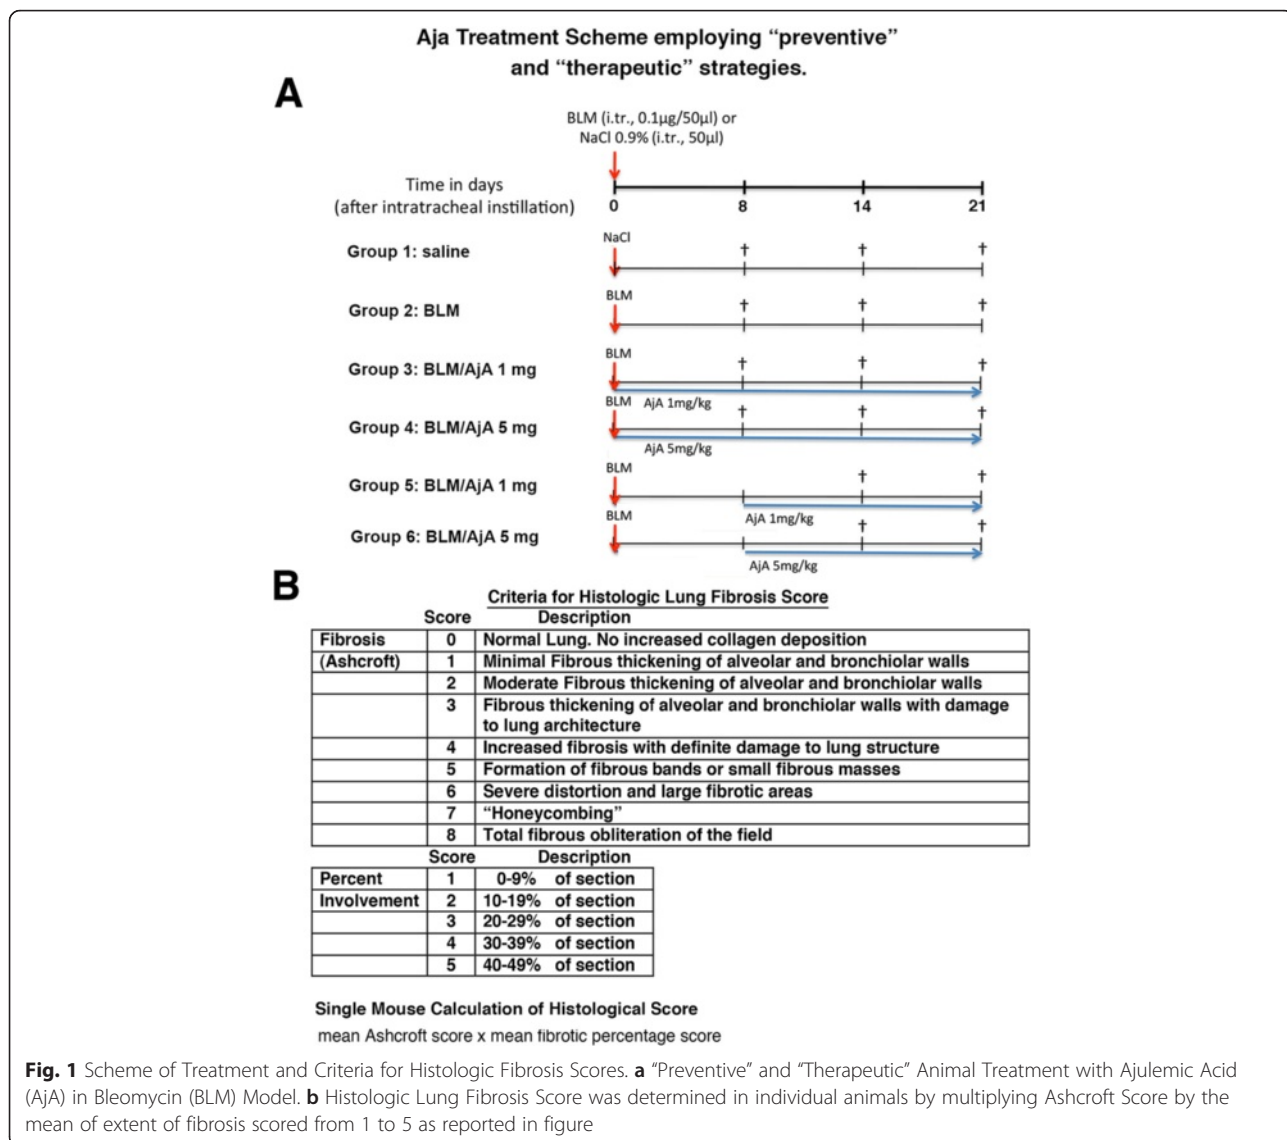 Aja Treatment Scheme employing “preventive”
and “therapeutic” strategies.
A
BLM (i.tr., 0.1µg/50µl) or
NaCl 0.9% (i.tr., 50µl)
Time in days
(after intratracheal instillation)
0 8 14 21
NaCl
Group 1: saline † † †
BLM
Group 2: BLM † † †
BLM
Group 3: BLM/AjA 1 mg † † †
AjA 1mg/kg
BLM
Group 4: BLM/AjA 5 mg † † †
AjA 5mg/kg
BLM
Group 5: BLM/AjA 1 mg † †
AjA 1mg/kg
BLM
Group 6: BLM/AjA 5 mg † †
AjA 5mg/kg
B
Criteria for Histologic Lung Fibrosis Score
Score Description
Fibrosis 0 Normal Lung. No increased collagen deposition
(Ashcroft) 1 Minimal Fibrous thickening of alveolar and bronchiolar walls
2 Moderate Fibrous thickening of alveolar and bronchiolar walls
3 Fibrous thickening of alveolar and bronchiolar walls with damage
to lung architecture
4 Increased fibrosis with definite damage to lung structure
5 Formation of fibrous bands or small fibrous masses
6 Severe distortion and large fibrotic areas
7 “Honeycombing”
8 Total fibrous obliteration of the field
Score Description
Percent 1 0-9% of section
Involvement 2 10-19% of section
3 20-29% of section
4 30-39% of section
5 40-49% of section
Single Mouse Calculation of Histological Score
mean Ashcroft score x mean fibrotic percentage score
Fig. 1 Scheme of Treatment and Criteria for Histologic Fibrosis Scores. a “Preventive” and “Therapeutic” Animal Treatment with Ajulemic Acid
(AjA) in Bleomycin (BLM) Model. b Histologic Lung Fibrosis Score was determined in individual animals by multiplying Ashcroft Score by the
mean of extent of fibrosis scored from 1 to 5 as reported in figure